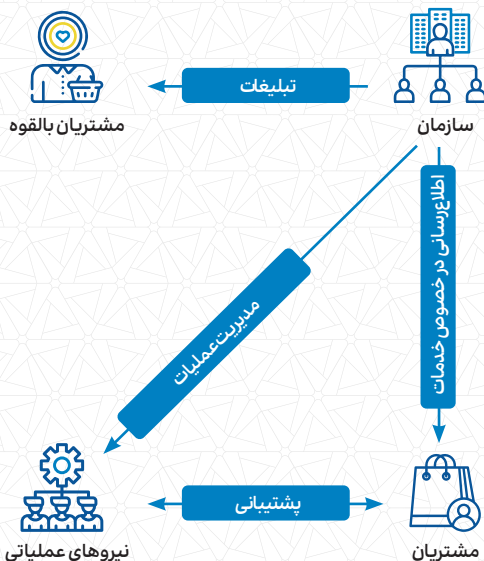 سازمان
تبلیغات
مشتریان بالقوه
اطلاع‌رسانی در خصوص خدمات
مدیریت عملیات
مشتریان
پشتیبانی
نیروهای عملیاتی